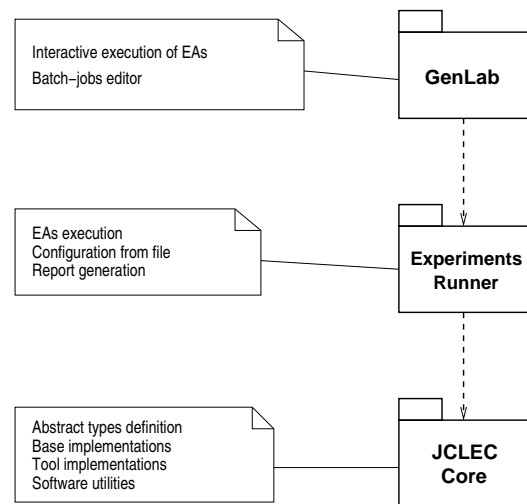 Interactive execution of EAs
Batch–jobs editor
GenLab
EAs execution
Configuration from file
Report generation
Experiments
Runner
Abstract types definition
Base implementations
Tool implementations
Software utilities
JCLEC
Core